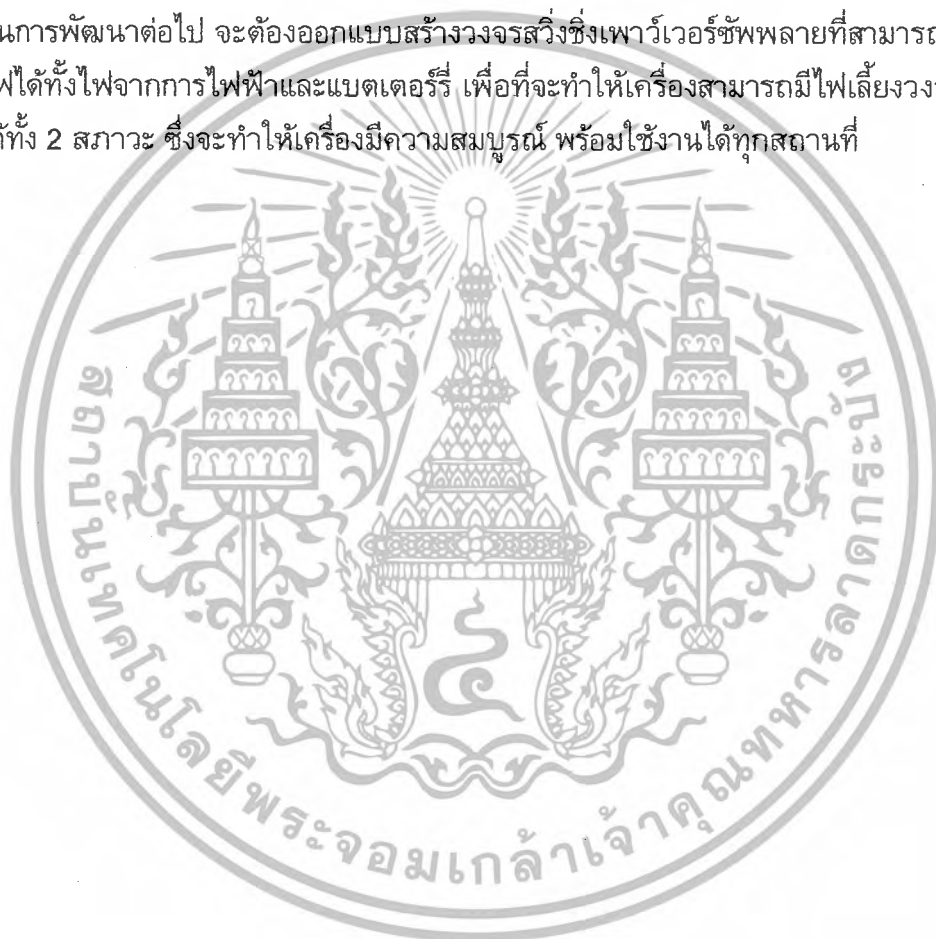 นการพัฒนาต่อไป จะต้องออกแบบสร้างวงจรสวิ่งชิ่งเพาว์เวอร์ซัพพลายที่สามารถ
ฟได้ทั้งไฟจากการไฟฟ้าและแบตเตอร์รี่ เพื่อที่จะทำให้เครื่องสามารถมีไฟเลี้ยงวง
ทั้ง 2 สภาวะ ซึ่งจะทำให้เครื่องมีความสมบูรณ์ พร้อมใช้งานได้ทุกสถานที่
สถาบันเทคโนโลยีพระจอมเกล้าเจ้าคุณทหารลาดกระบัง